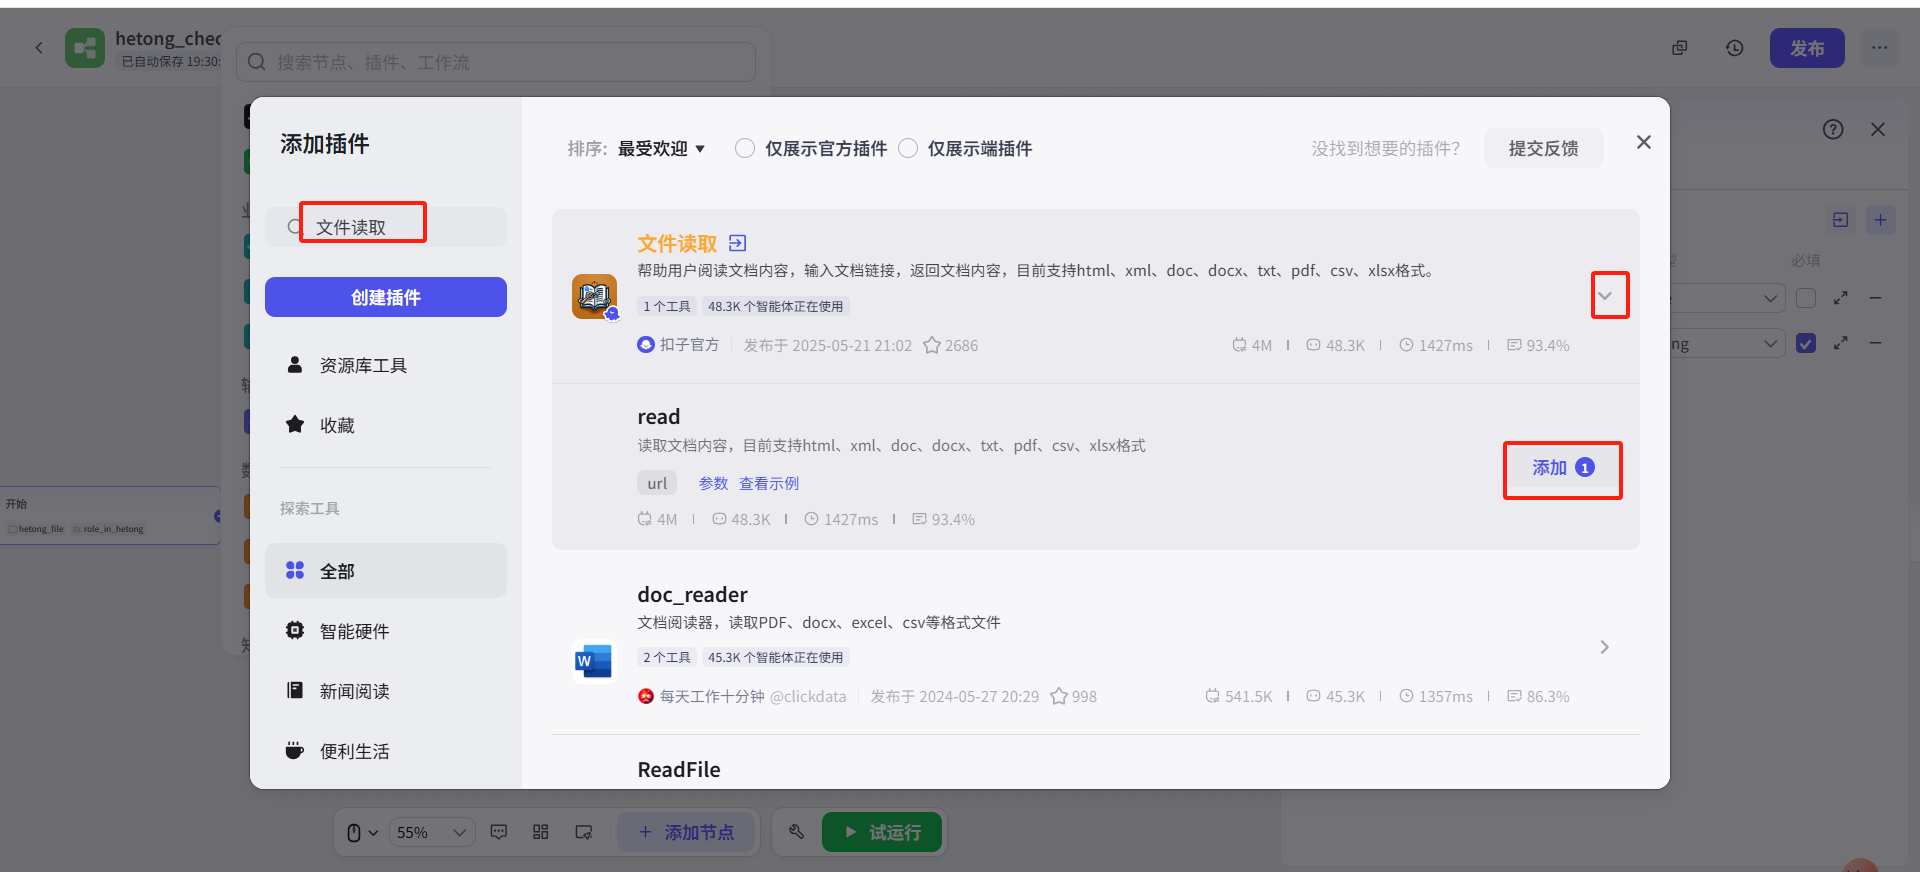 hetong_chec
已自动保存 19:30:
搜索节点、插件、工作流
发布
添加插件
文件读取
创建插件
资源库工具
收藏
探索工具
全部
智能硬件
新闻阅读
便利生活
排序: 最受欢迎
仅展示官方插件
仅展示端插件
没找到想要的插件?
提交反馈
文件读取
帮助用户阅读文档内容，输入文档链接，返回文档内容，目前支持html、xml、doc、docx、txt、pdf、csv、xlsx格式。
1 个工具 48.3K 个智能体正在使用
扣子官方 发布于 2025-05-21 21:02 2686
4M 48.3K 1427ms 93.4%
read
读取文档内容，目前支持html、xml、doc、docx、txt、pdf、csv、xlsx格式
添加 1
url 参数 查看示例
4M 48.3K 1427ms 93.4%
doc_reader
文档阅读器，读取PDF、docx、excel、csv等格式文件
2 个工具 45.3K 个智能体正在使用
每天工作十分钟 @clickdata 发布于 2024-05-27 20:29 998
541.5K 45.3K 1357ms 86.3%
ReadFile
开始
hetong_file str. role_in_hetong
型 必填
ng
55%
添加节点
试运行